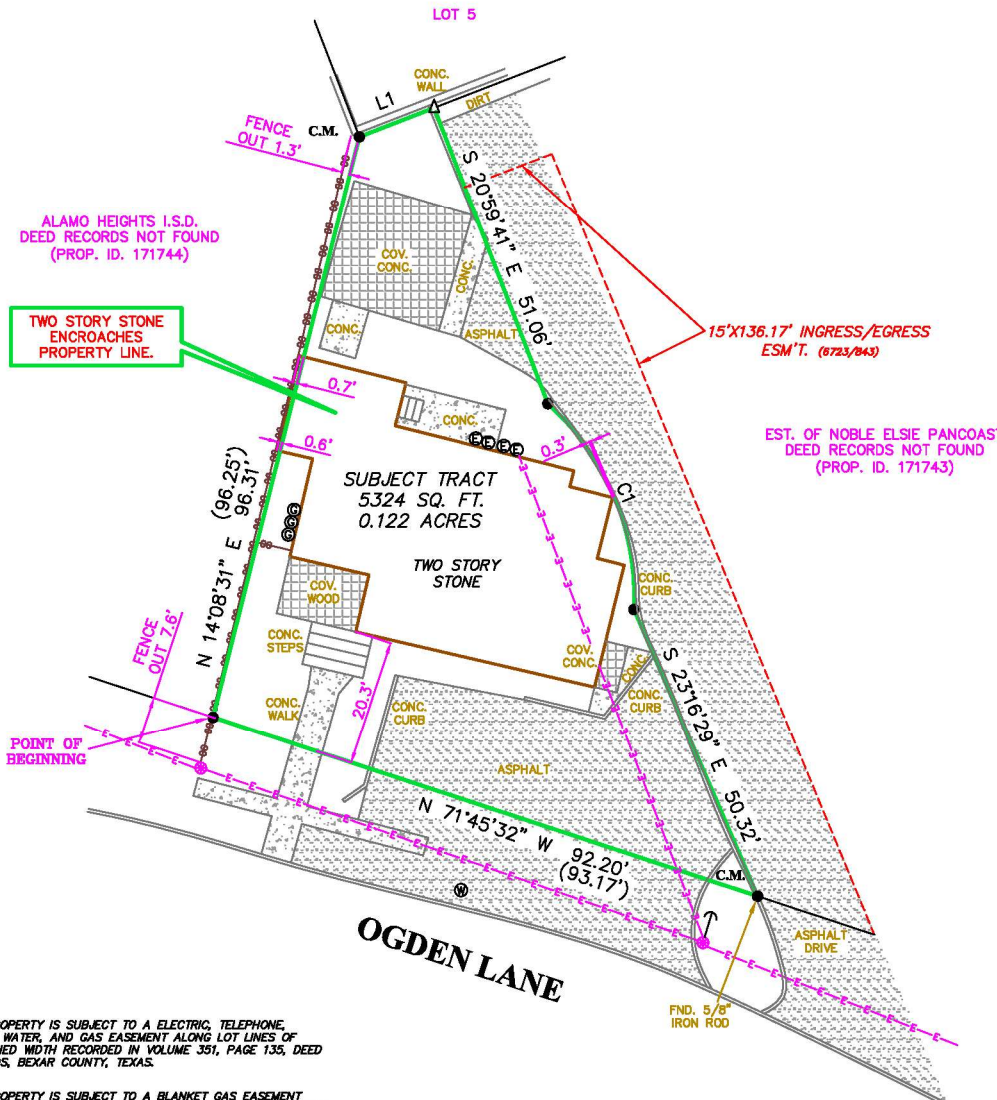 LOT 5
CONC.
WALL
L1
DIRT
C.M.
FENCE
OUT 1.3'
ALAMO HEIGHTS I.S.D.
DEED RECORDS NOT FOUND
(PROP. ID. 171744)
S 20°59'41" E 51.06'
COV.
CONC.
CONC.
CONC.
ASPHALT
TWO STORY STONE
ENCROACHES
PROPERTY LINE.
15'X136.17' INGRESS/EGRESS
ESM'T. (6723/843)
0.7'
0.6'
CONC.
E E E E
0.3'
C1
EST. OF NOBLE ELSIE PANCOAST
DEED RECORDS NOT FOUND
(PROP. ID. 171743)
SUBJECT TRACT
5324 SQ. FT.
0.122 ACRES
TWO STORY
STONE
G G G
N 14°08'31" E (96.25')
96.31'
COV.
WOOD
CONC.
CURB
CONC.
STEPS
COV.
CONC.
CONC.
CONC.
CURB
S 23°16'29" E 50.32'
FENCE
OUT 7.6'
20.3'
CONC.
WALK
CONC.
CURB
POINT OF
BEGINNING
ASPHALT
N 71°45'32" W 92.20'
(93.17')
C.M.
W
OGDEN LANE
ASPHALT
DRIVE
FND. 5/8"
IRON ROD
OPERTY IS SUBJECT TO A ELECTRIC, TELEPHONE,
WATER, AND GAS EASEMENT ALONG LOT LINES OF
ED WIDTH RECORDED IN VOLUME 351, PAGE 135, DEED
S, BEXAR COUNTY, TEXAS.
OPERTY IS SUBJECT TO A BLANKET GAS EASEMENT